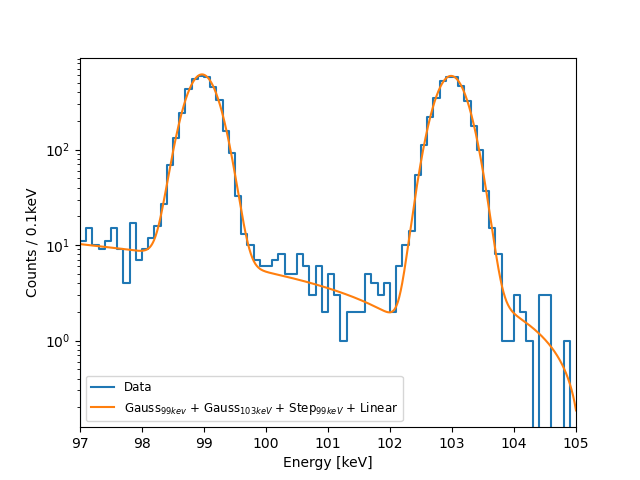 Counts / 0.1keV
10²
10¹
10⁰
Data
Gauss₉₉ₖₑᵥ + Gauss₁₀₃ₖₑV + Step₉₉ₖₑV + Linear
97 98 99 100 101 102 103 104 105
Energy [keV]